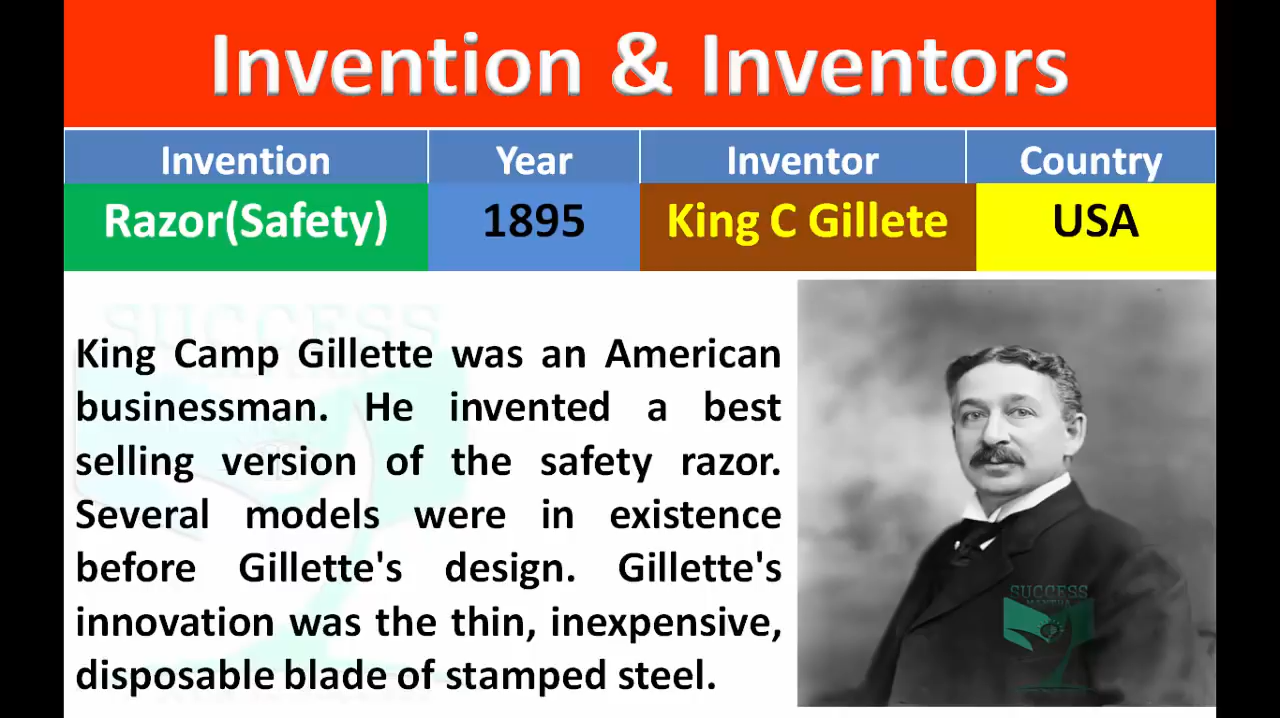 Invention & Inventors
Invention Year Inventor Country
Razor(Safety) 1895 King C Gillete USA
SUCCESS
King Camp Gillette was an American
businessman. He invented a best
selling version of the safety razor.
Several models were in existence
before Gillette's design. Gillette's
innovation was the thin, inexpensive,
disposable blade of stamped steel.
SUCCESS